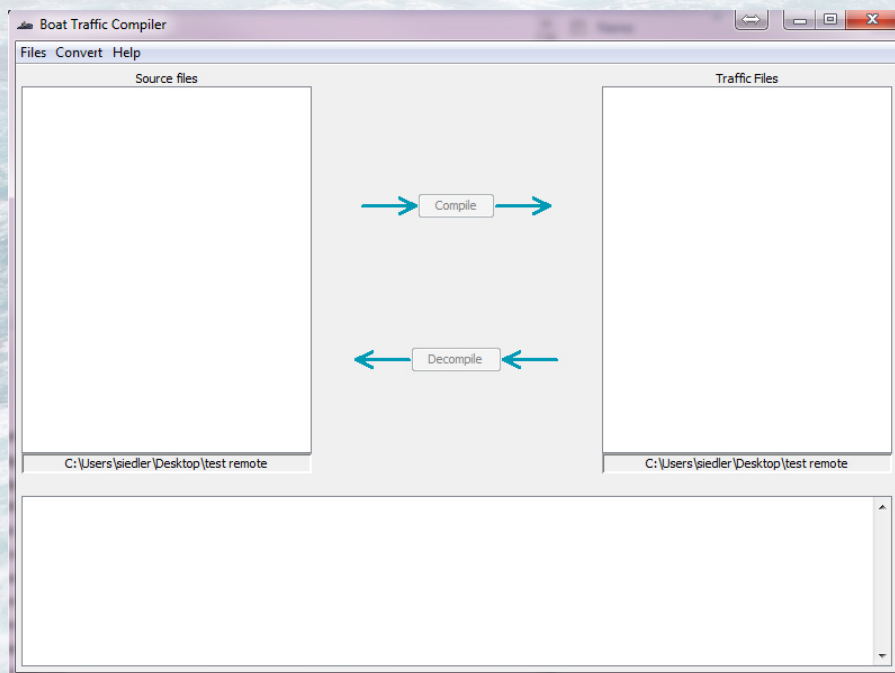 Boat Traffic Compiler
Files Convert Help
Source files
Traffic Files
Compile
Decompile
C:\Users\siedler\Desktop\test remote
C:\Users\siedler\Desktop\test remote